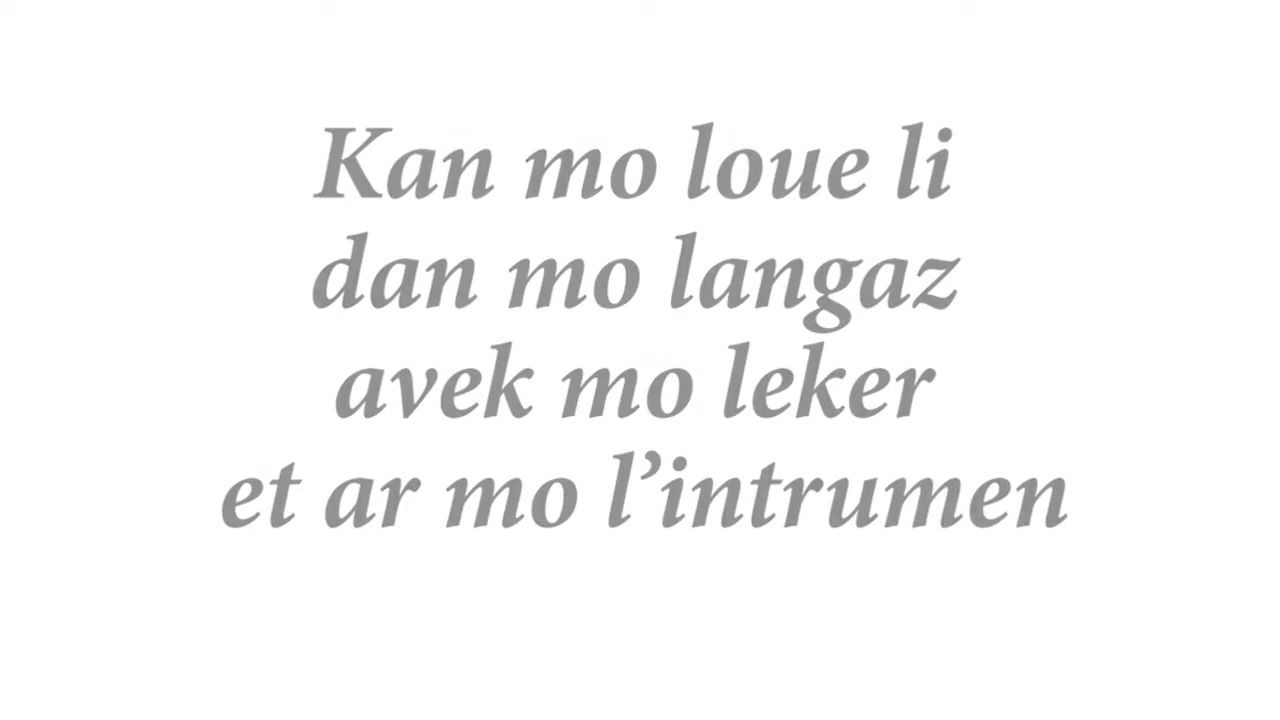 Kan mo loue li
dan mo langaz
avek mo leker
et ar mo l’intrumen